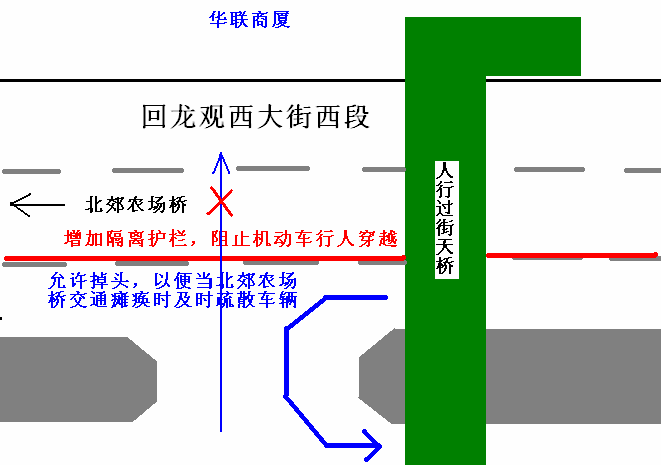 华联商厦
回龙观西大街西段
人行过街天桥
北郊农场桥
增加隔离护栏，阻止机动车行人穿越
允许掉头，以便当北郊农场
桥交通瘫痪时及时疏散车辆